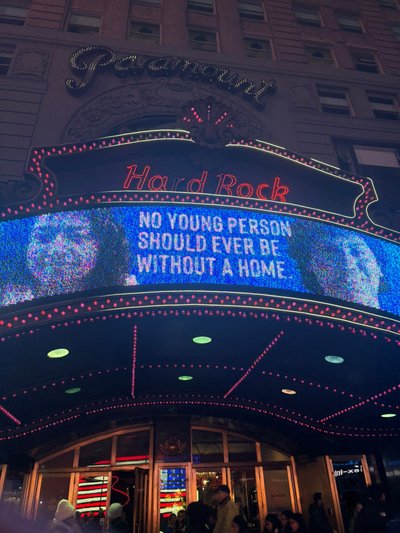 Paramount
Hard Rock
NO YOUNG PERSON
SHOULD EVER BE
WITHOUT A HOME.